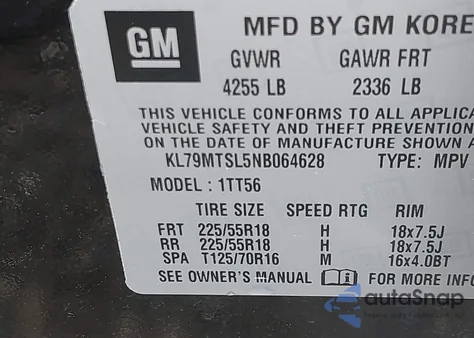 GM
MFD BY GM KORE
GVWR GAWR FRT
4255 LB 2336 LB
THIS VEHICLE CONFORMS TO ALL APPLICA
VEHICLE SAFETY AND THEFT PREVENTION
ON THE DATE OF MANUFACTURE SHOWN A
KL79MTSL5NB064628 TYPE: MPV
MODEL : 1TT56
TIRE SIZE SPEED RTG RIM
FRT 225/55R18 H 18x7.5J
RR 225/55R18 H 18x7.5J
SPA T125/70R16 M 16x4.0BT
SEE OWNER'S MANUAL FOR MORE INFO
autoSnap